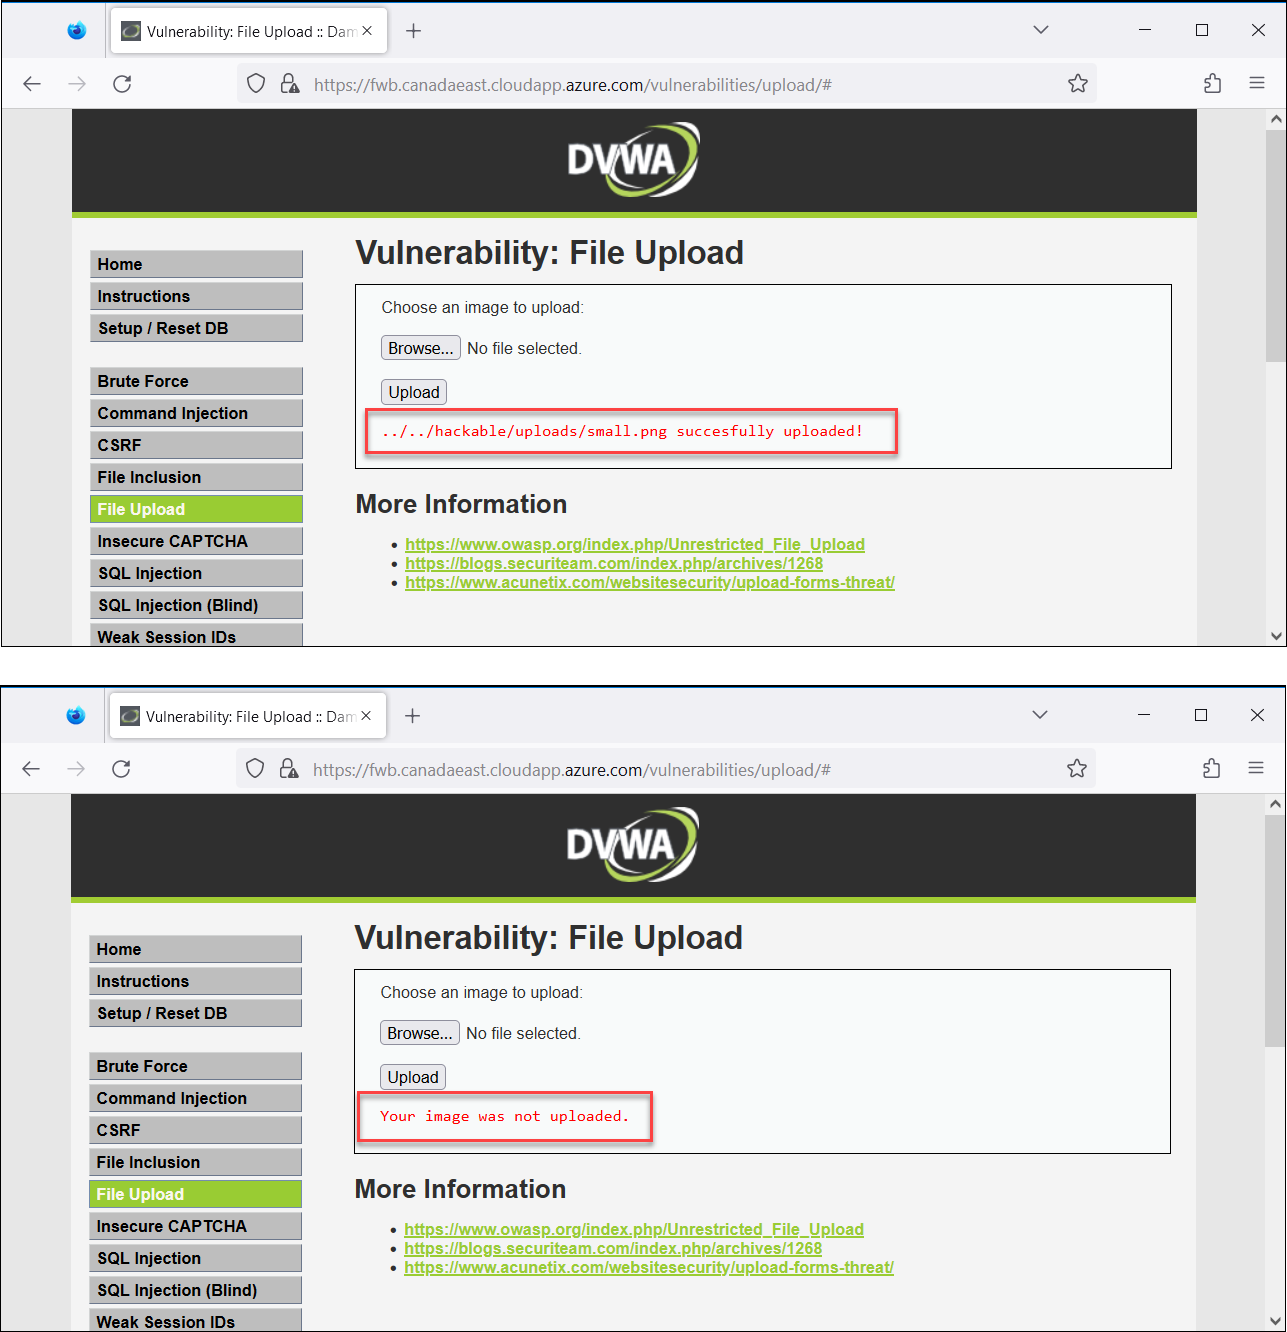 Vulnerability: File Upload :: Dam
https://fwb.canadaeast.cloudapp.azure.com/vulnerabilities/upload/#
DVWA
Vulnerability: File Upload
Home
Instructions
Setup / Reset DB
Brute Force
Command Injection
CSRF
File Inclusion
File Upload
Insecure CAPTCHA
SQL Injection
SQL Injection (Blind)
Weak Session IDs
Choose an image to upload:
Browse... No file selected.
Upload
../../hackable/uploads/small.png succesfully uploaded!
More Information
https://www.owasp.org/index.php/Unrestricted_File_Upload
https://blogs.securiteam.com/index.php/archives/1268
https://www.acunetix.com/websitesecurity/upload-forms-threat/
Vulnerability: File Upload :: Dam
https://fwb.canadaeast.cloudapp.azure.com/vulnerabilities/upload/#
DVWA
Vulnerability: File Upload
Home
Instructions
Setup / Reset DB
Brute Force
Command Injection
CSRF
File Inclusion
File Upload
Insecure CAPTCHA
SQL Injection
SQL Injection (Blind)
Weak Session IDs
Choose an image to upload:
Browse... No file selected.
Upload
Your image was not uploaded.
More Information
https://www.owasp.org/index.php/Unrestricted_File_Upload
https://blogs.securiteam.com/index.php/archives/1268
https://www.acunetix.com/websitesecurity/upload-forms-threat/